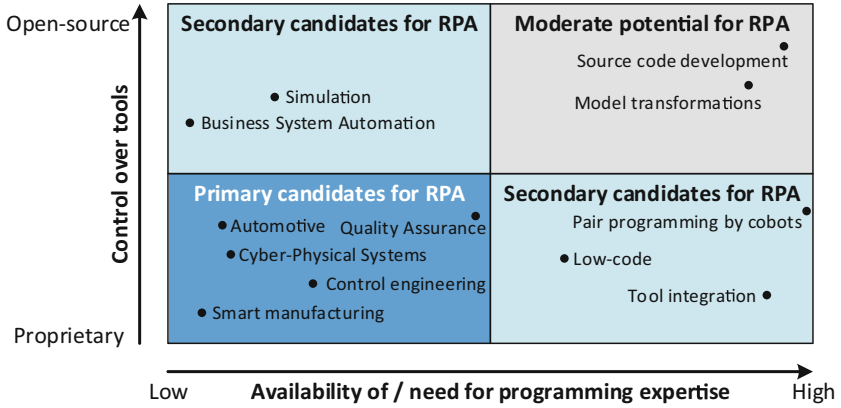 Open-source
Secondary candidates for RPA
Moderate potential for RPA
Source code development
Simulation
Model transformations
Business System Automation
Control over tools
Primary candidates for RPA
Secondary candidates for RPA
Automotive
Quality Assurance
Pair programming by cobots
Cyber-Physical Systems
Low-code
Control engineering
Tool integration
Smart manufacturing
Proprietary
Low
Availability of / need for programming expertise
High